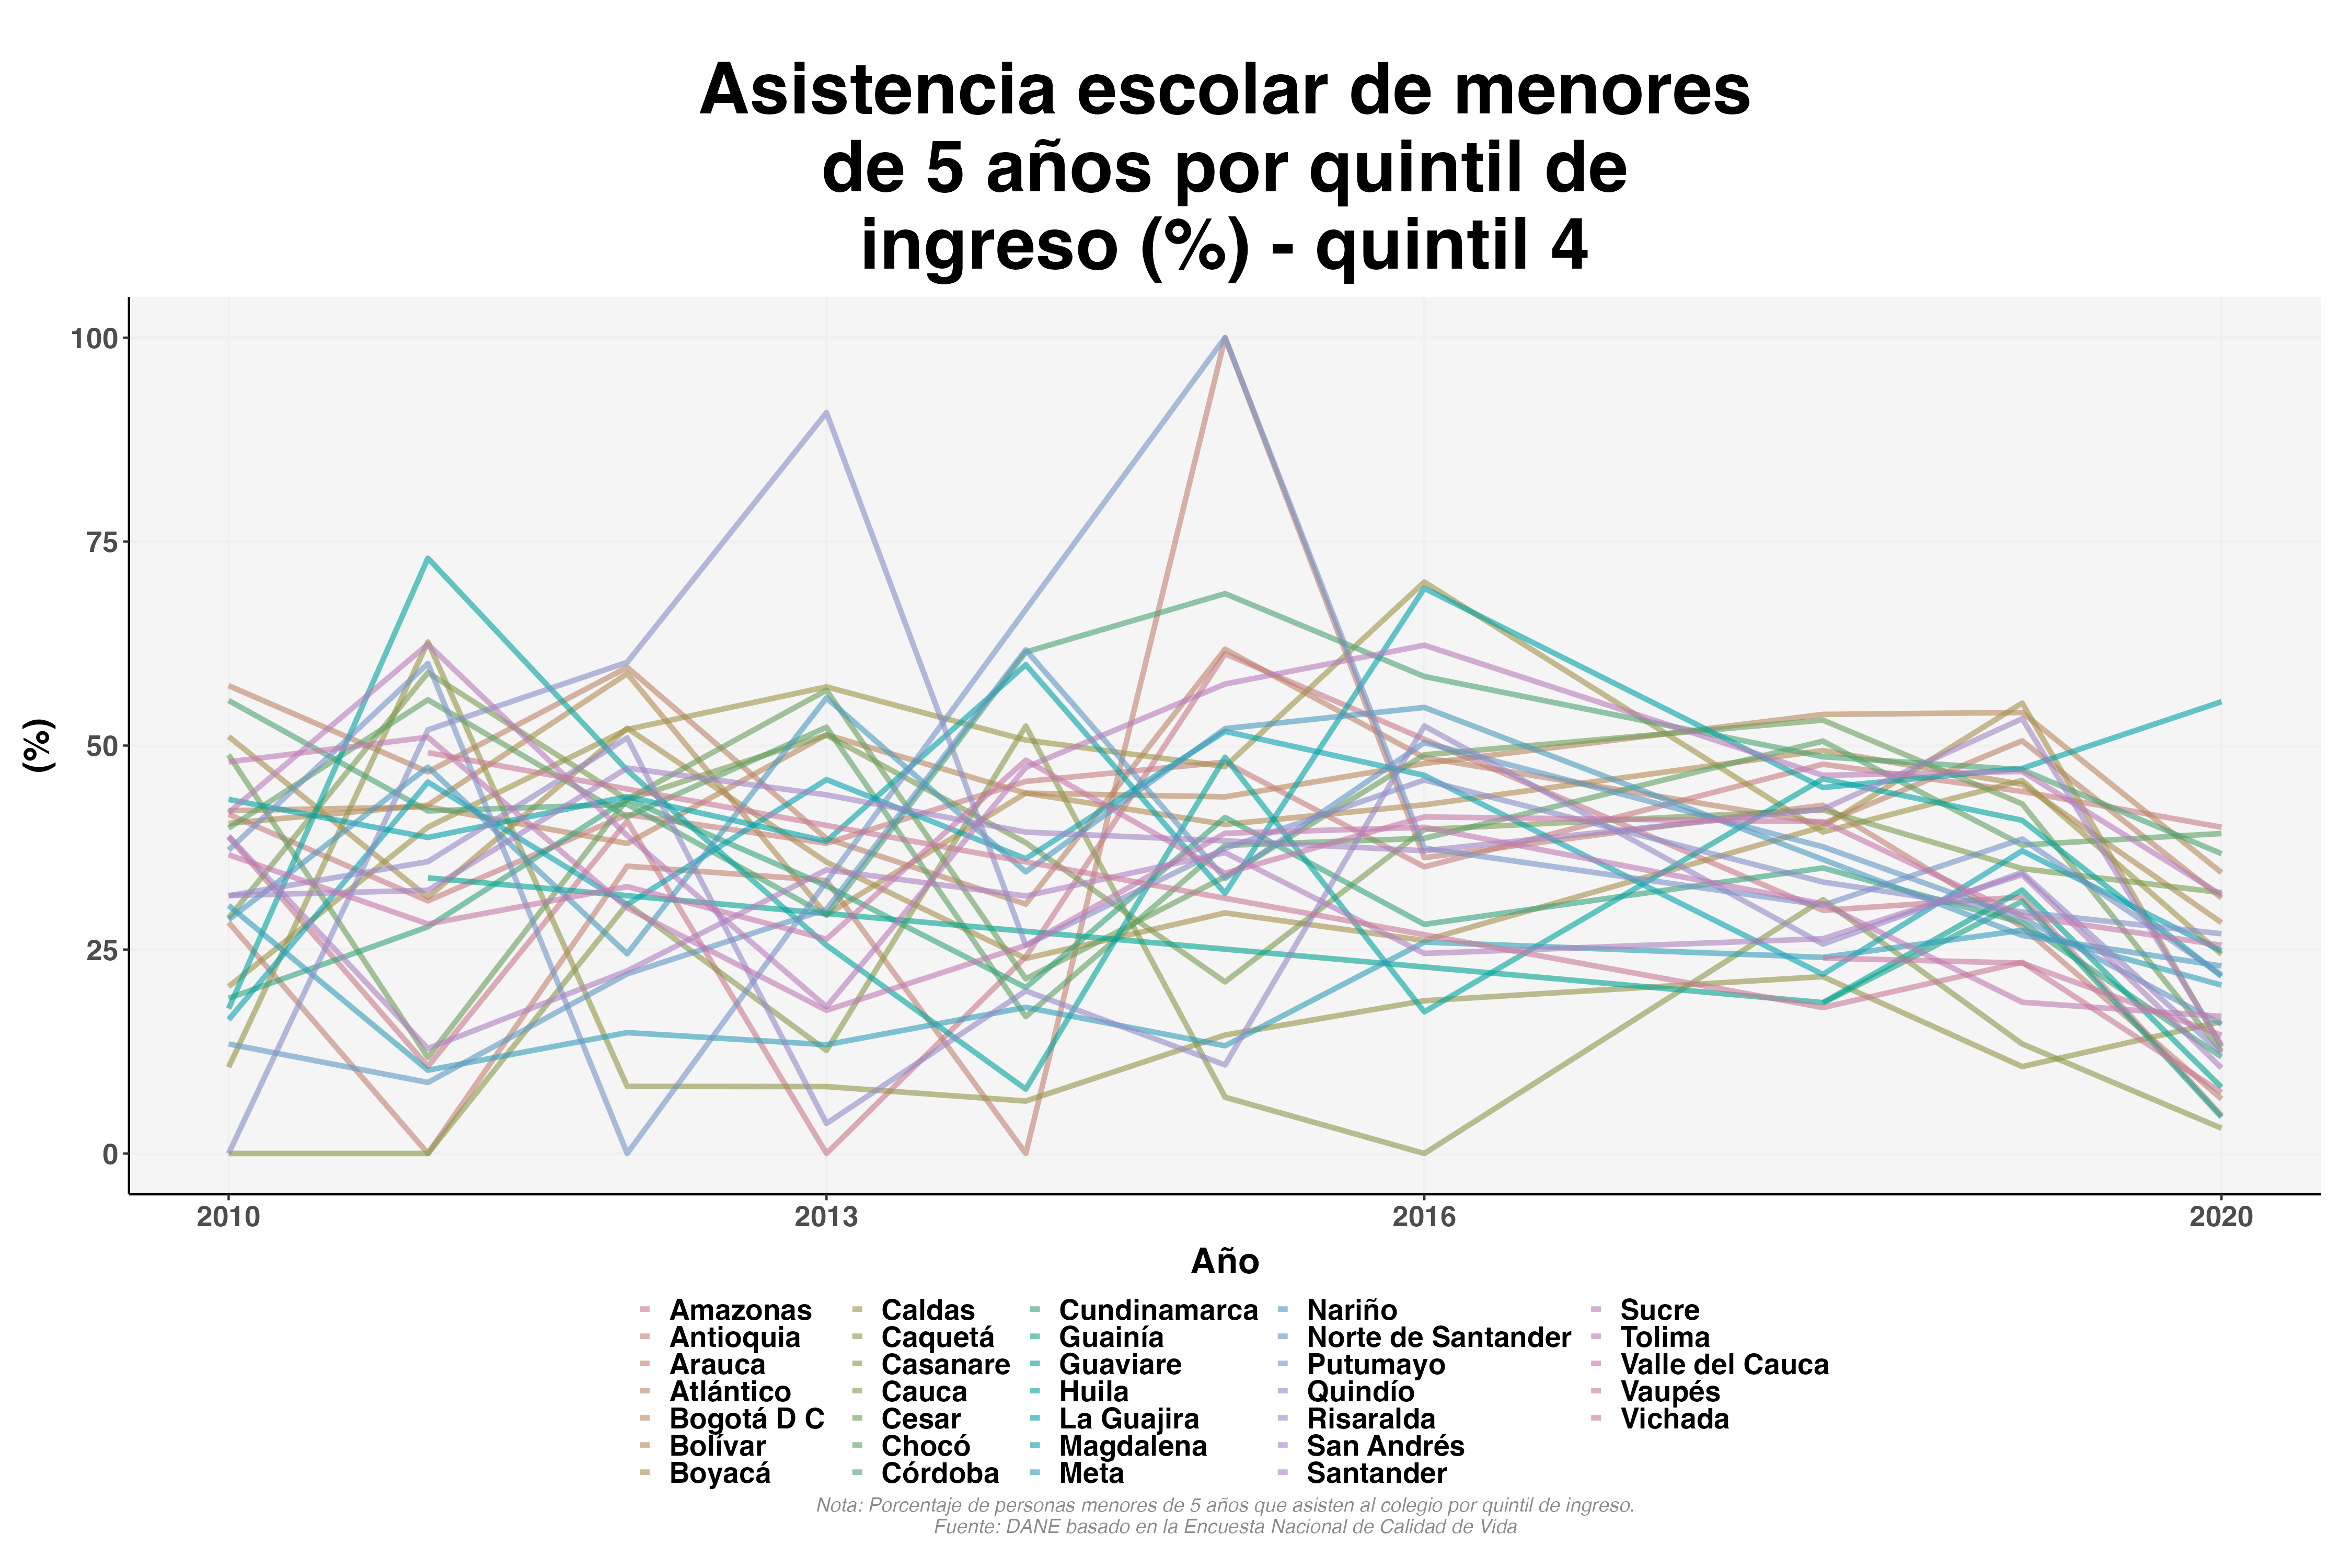 Asistencia escolar de menores
de 5 años por quintil de
ingreso (%) - quintil 4
(%)
100
75
50
25
0
2010
2013
2016
2020
Año
Amazonas
Antioquia
Arauca
Atlántico
Bogotá D C
Bolívar
Boyacá
Caldas
Caquetá
Casanare
Cauca
Cesar
Chocó
Córdoba
Cundinamarca
Guainía
Guaviare
Huila
La Guajira
Magdalena
Meta
Nariño
Norte de Santander
Putumayo
Quindío
Risaralda
San Andrés
Santander
Sucre
Tolima
Valle del Cauca
Vaupés
Vichada
Nota: Porcentaje de personas menores de 5 años que asisten al colegio por quintil de ingreso.
Fuente: DANE basado en la Encuesta Nacional de Calidad de Vida